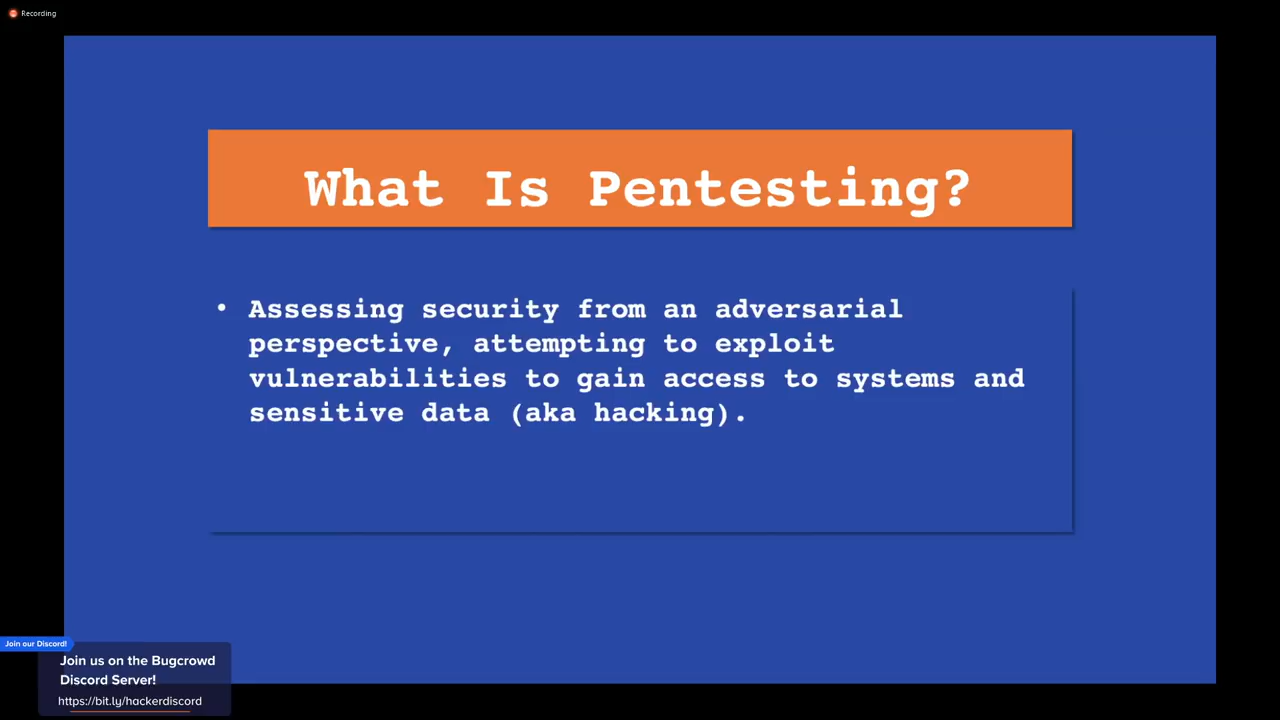 Recording
What Is Pentesting?
• Assessing security from an adversarial
perspective, attempting to exploit
vulnerabilities to gain access to systems and
sensitive data (aka hacking).
Join our Discord!
Join us on the Bugcrowd
Discord Server!
https://bit.ly/hackerdiscord